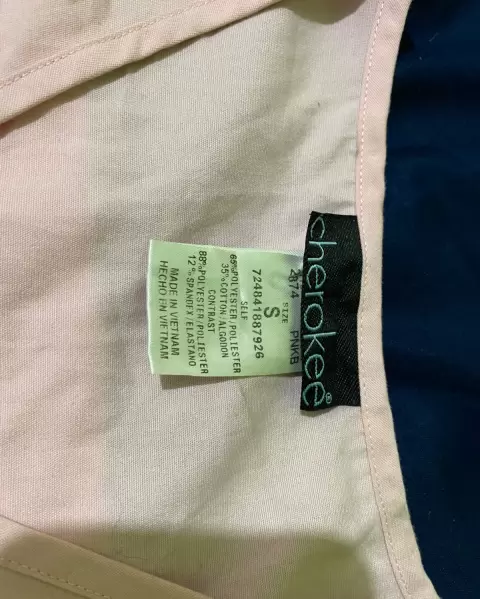 cherokee®
2874 PNKB
SIZE
S
724841887926
SELF
65%POLYESTER/POLIESTER
35%COTTON/ALGODON
CONTRAST
88%POLYESTER/POLIESTER
12%SPANDEX/ELASTANO
MADE IN VIETNAM
HECHO EN VIETNAM